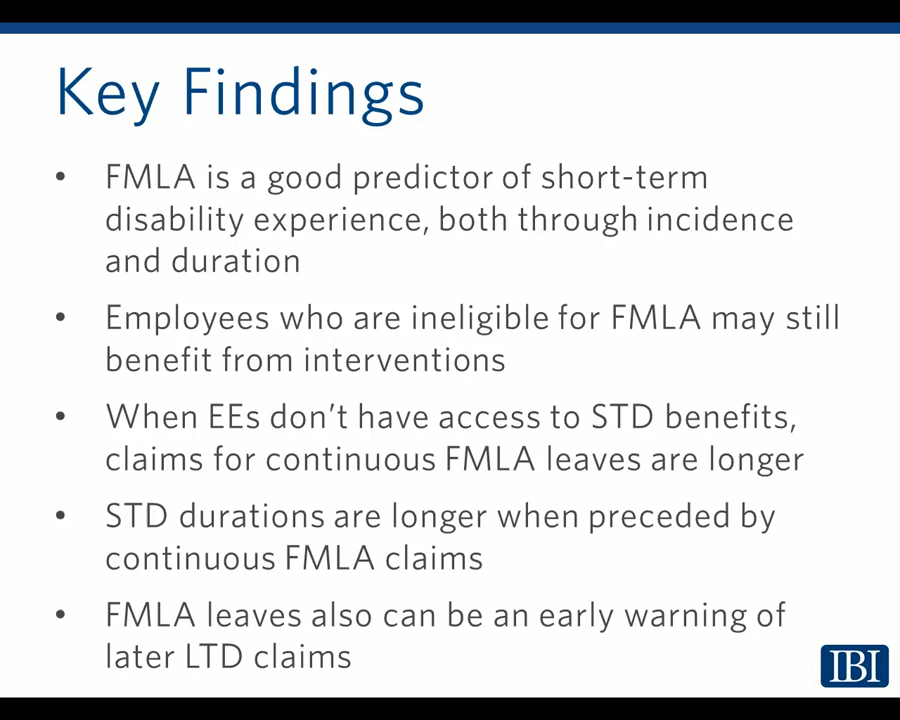 Key Findings
• FMLA is a good predictor of short-term
disability experience, both through incidence
and duration
• Employees who are ineligible for FMLA may still
benefit from interventions
• When EEs don't have access to STD benefits,
claims for continuous FMLA leaves are longer
• STD durations are longer when preceded by
continuous FMLA claims
• FMLA leaves also can be an early warning of
later LTD claims
IBI